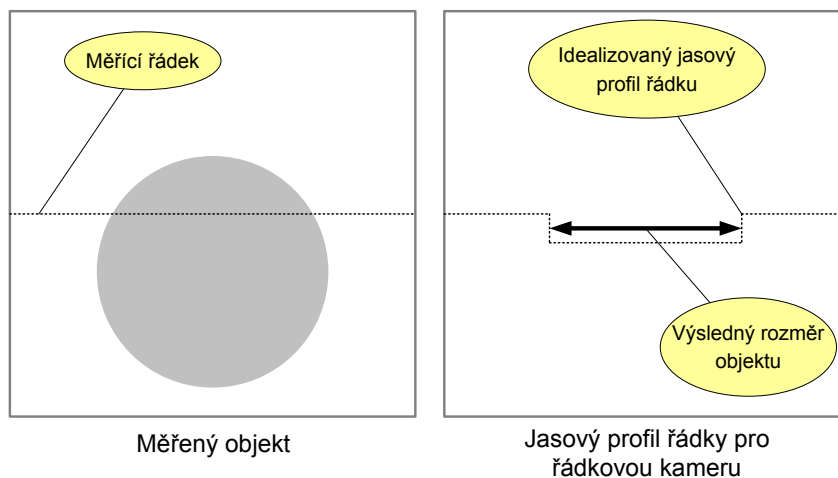 Měřící řádek
Idealizovaný jasový
profil řádku
Výsledný rozměr
objektu
Měřený objekt
Jasový profil řádky pro
řádkovou kameru